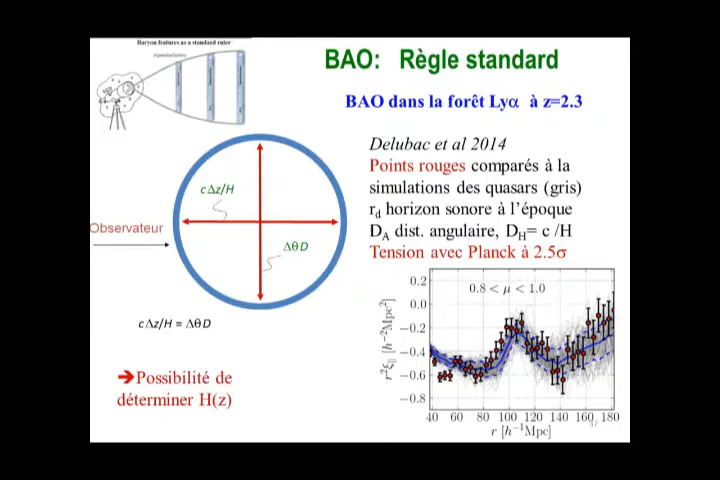 Baryon features as a standard ruler
BAO: Règle standard
BAO dans la forêt Lyα à z=2.3
Delubac et al 2014
Points rouges comparés à la
simulations des quasars (gris)
r_d horizon sonore à l'époque
D_A dist. angulaire, D_H= c /H
Tension avec Planck à 2.5σ
cΔz/H
Observateur
ΔθD
cΔz/H = ΔθD
➔Possibilité de
déterminer H(z)
0.8 < μ < 1.0
0.2
0.0
−0.2
−0.4
−0.6
−0.8
40 60 80 100 120 140 160 180
r [h⁻¹Mpc]
37